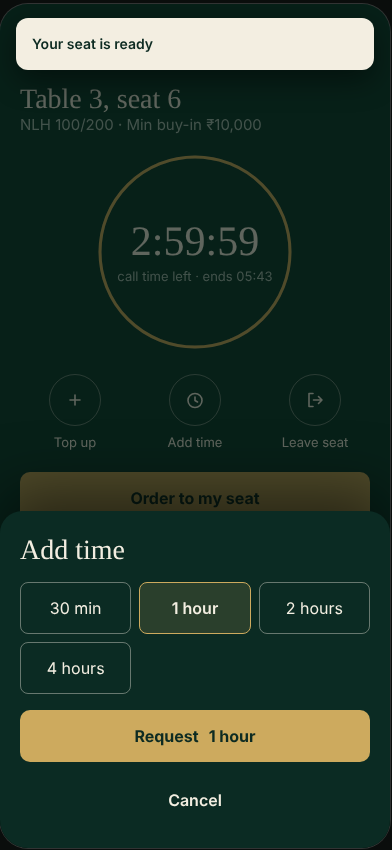 Your seat is ready
Table 3, seat 6
NLH 100/200 · Min buy-in ₹10,000
2:59:59
call time left · ends 05:43
Top up
Add time
Leave seat
Order to my seat
Add time
30 min
1 hour
2 hours
4 hours
Request 1 hour
Cancel